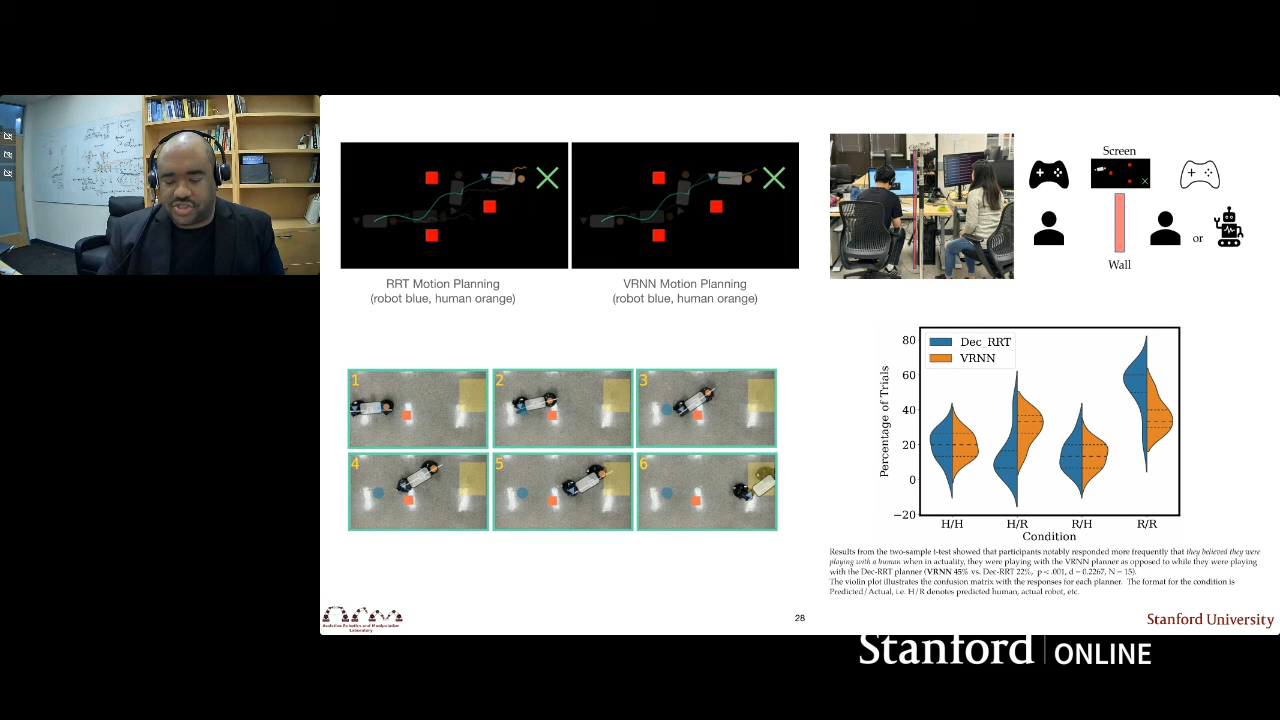 RRT Motion Planning
(robot blue, human orange)
VRNN Motion Planning
(robot blue, human orange)
1
2
3
4
5
6
Screen
Wall
or
Dec_RRT
VRNN
Percentage of Trials
80
60
40
20
0
−20
H/H
H/R
R/H
R/R
Condition
Results from the two-sample t-test showed that participants notably responded more frequently that they believed they were
playing with a human when in actuality, they were playing with the VRNN planner as opposed to while they were playing
with the Dec-RRT planner (VRNN 45% vs. Dec-RRT 22%, p < .001, d = 0.2267, N = 15).
The violin plot illustrates the confusion matrix with the responses for each planner. The format for the condition is
Predicted/Actual, i.e. H/R denotes predicted human, actual robot, etc.
Assistive Robotics and Manipulation
Laboratory
28
Stanford University
Stanford ONLINE